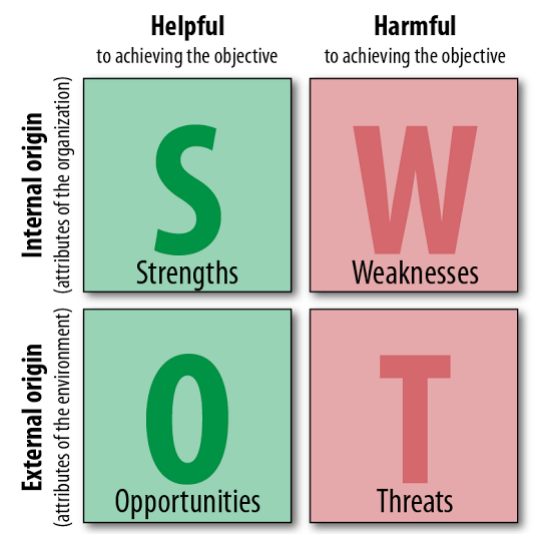 Helpful
to achieving the objective
Harmful
to achieving the objective
Internal origin
(attributes of the organization)
S
Strengths
W
Weaknesses
External origin
(attributes of the environment)
O
Opportunities
T
Threats